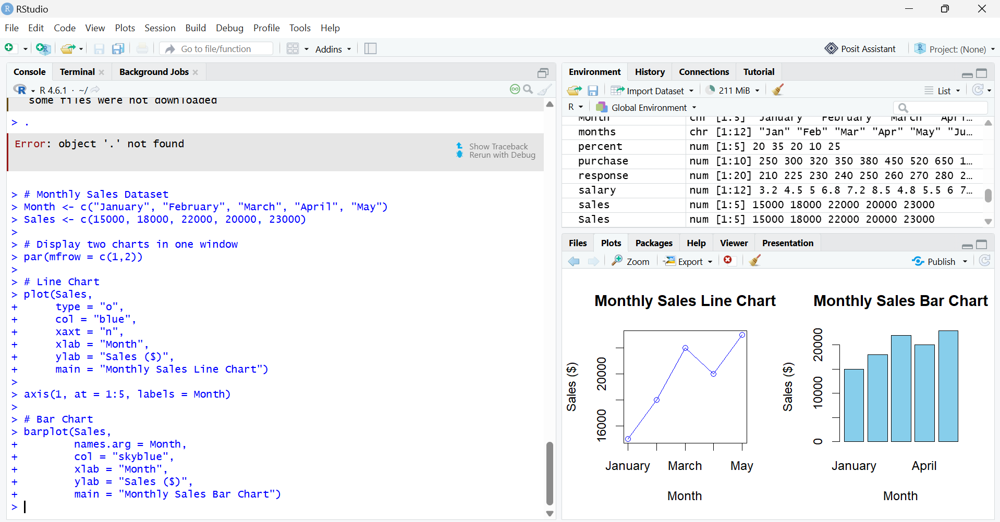 RStudio
File Edit Code View Plots Session Build Debug Profile Tools Help
Go to file/function Addins Posit Assistant Project: (None)
Console Terminal Background Jobs
R 4.6.1 · ~/
some files were not downloaded
> .
Error: object '.' not found
Show Traceback
Rerun with Debug
> # Monthly Sales Dataset
> Month <- c("January", "February", "March", "April", "May")
> Sales <- c(15000, 18000, 22000, 20000, 23000)
>
> # Display two charts in one window
> par(mfrow = c(1,2))
>
> # Line Chart
> plot(Sales,
+      type = "o",
+      col = "blue",
+      xaxt = "n",
+      xlab = "Month",
+      ylab = "Sales ($)",
+      main = "Monthly Sales Line Chart")
>
> axis(1, at = 1:5, labels = Month)
>
> # Bar Chart
> barplot(Sales,
+         names.arg = Month,
+         col = "skyblue",
+         xlab = "Month",
+         ylab = "Sales ($)",
+         main = "Monthly Sales Bar Chart")
>
Environment History Connections Tutorial
Import Dataset 211 MiB List
R Global Environment
Month chr [1:5] "January" "February" "March" "Apri…
months chr [1:12] "Jan" "Feb" "Mar" "Apr" "May" "Ju…
percent num [1:5] 20 35 20 10 25
purchase num [1:10] 250 300 320 350 380 450 520 650 1…
response num [1:20] 210 225 230 240 250 260 270 280 2…
salary num [1:12] 3.2 4.5 5 6.8 7.2 8.5 4.8 5.5 6 7…
sales num [1:5] 15000 18000 22000 20000 23000
Sales num [1:5] 15000 18000 22000 20000 23000
Files Plots Packages Help Viewer Presentation
Zoom Export Publish
Monthly Sales Line Chart
Sales ($)
20000
16000
January March May
Month
Monthly Sales Bar Chart
Sales ($)
20000
10000
0
January April
Month